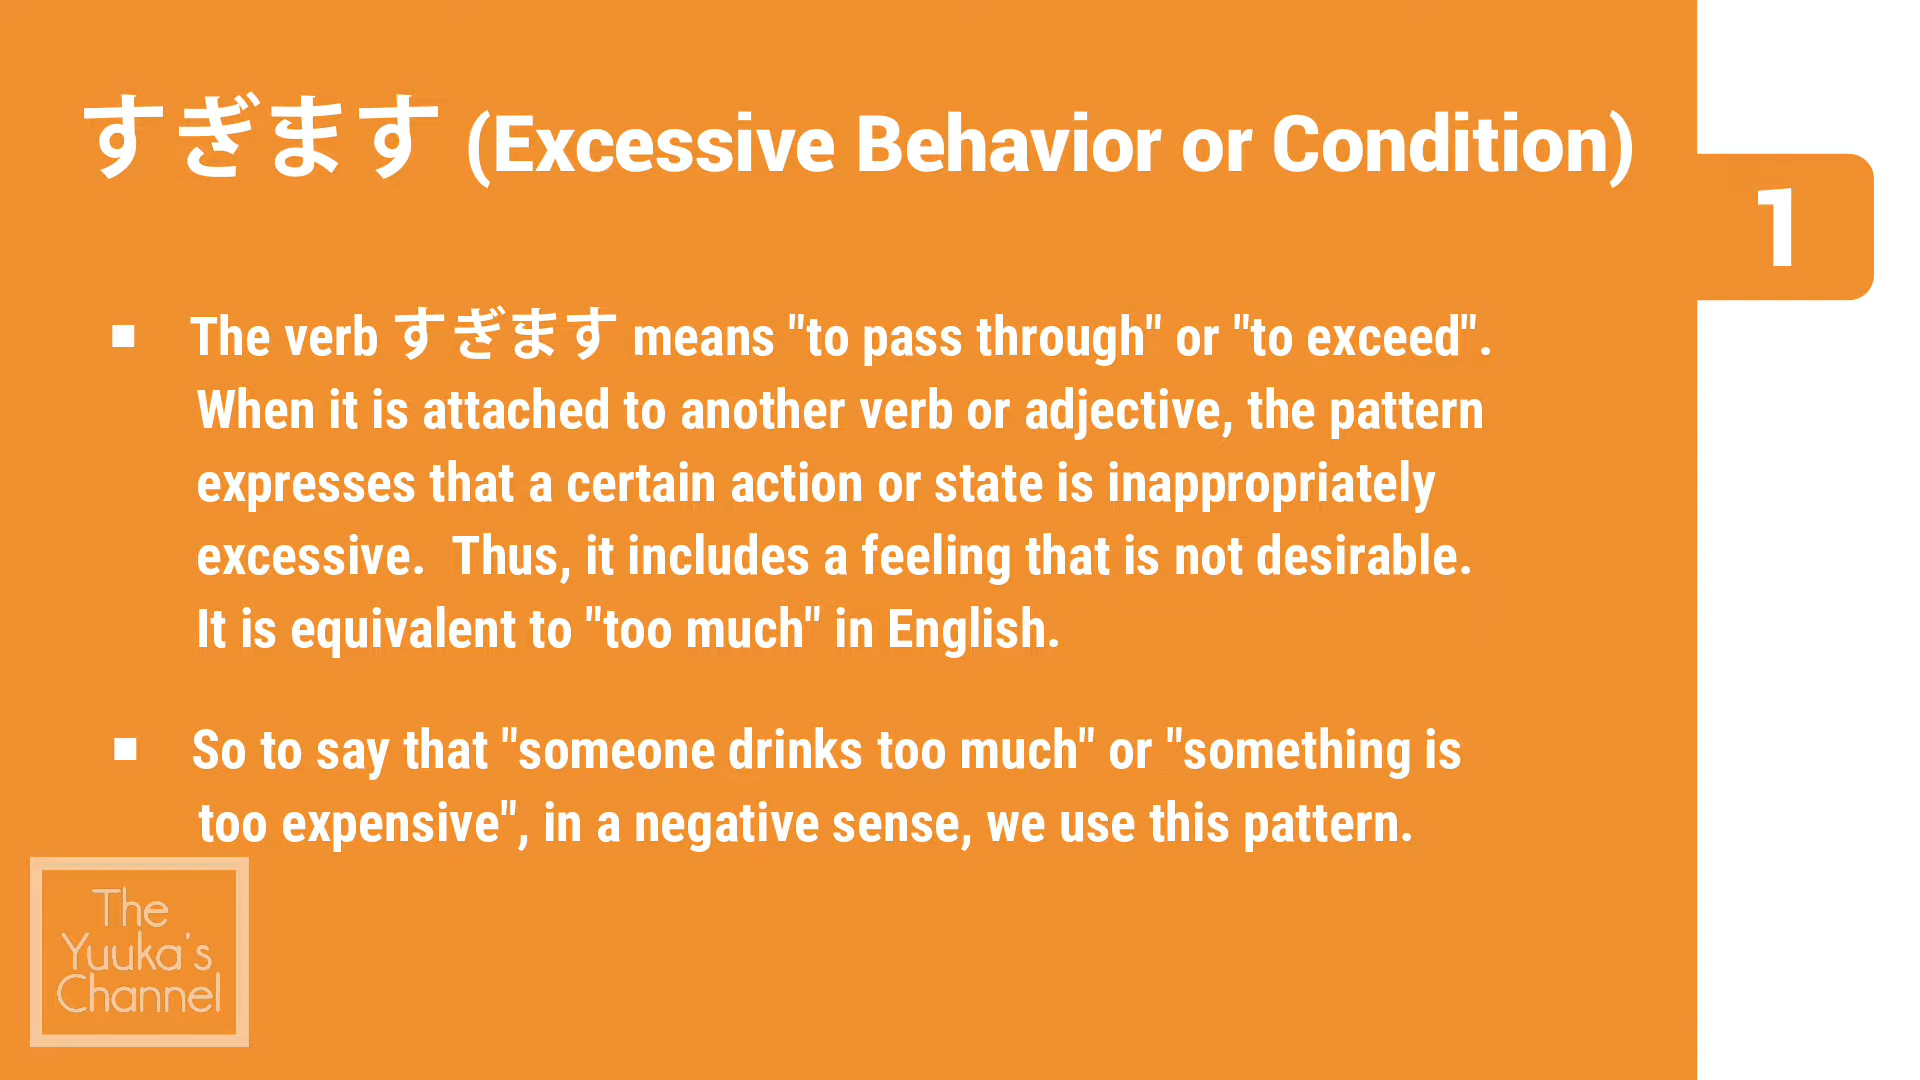 すぎます (Excessive Behavior or Condition)
1
■ The verb すぎます means "to pass through" or "to exceed".
When it is attached to another verb or adjective, the pattern
expresses that a certain action or state is inappropriately
excessive.  Thus, it includes a feeling that is not desirable.
It is equivalent to "too much" in English.
■ So to say that "someone drinks too much" or "something is
too expensive", in a negative sense, we use this pattern.
The
Yuuka's
Channel